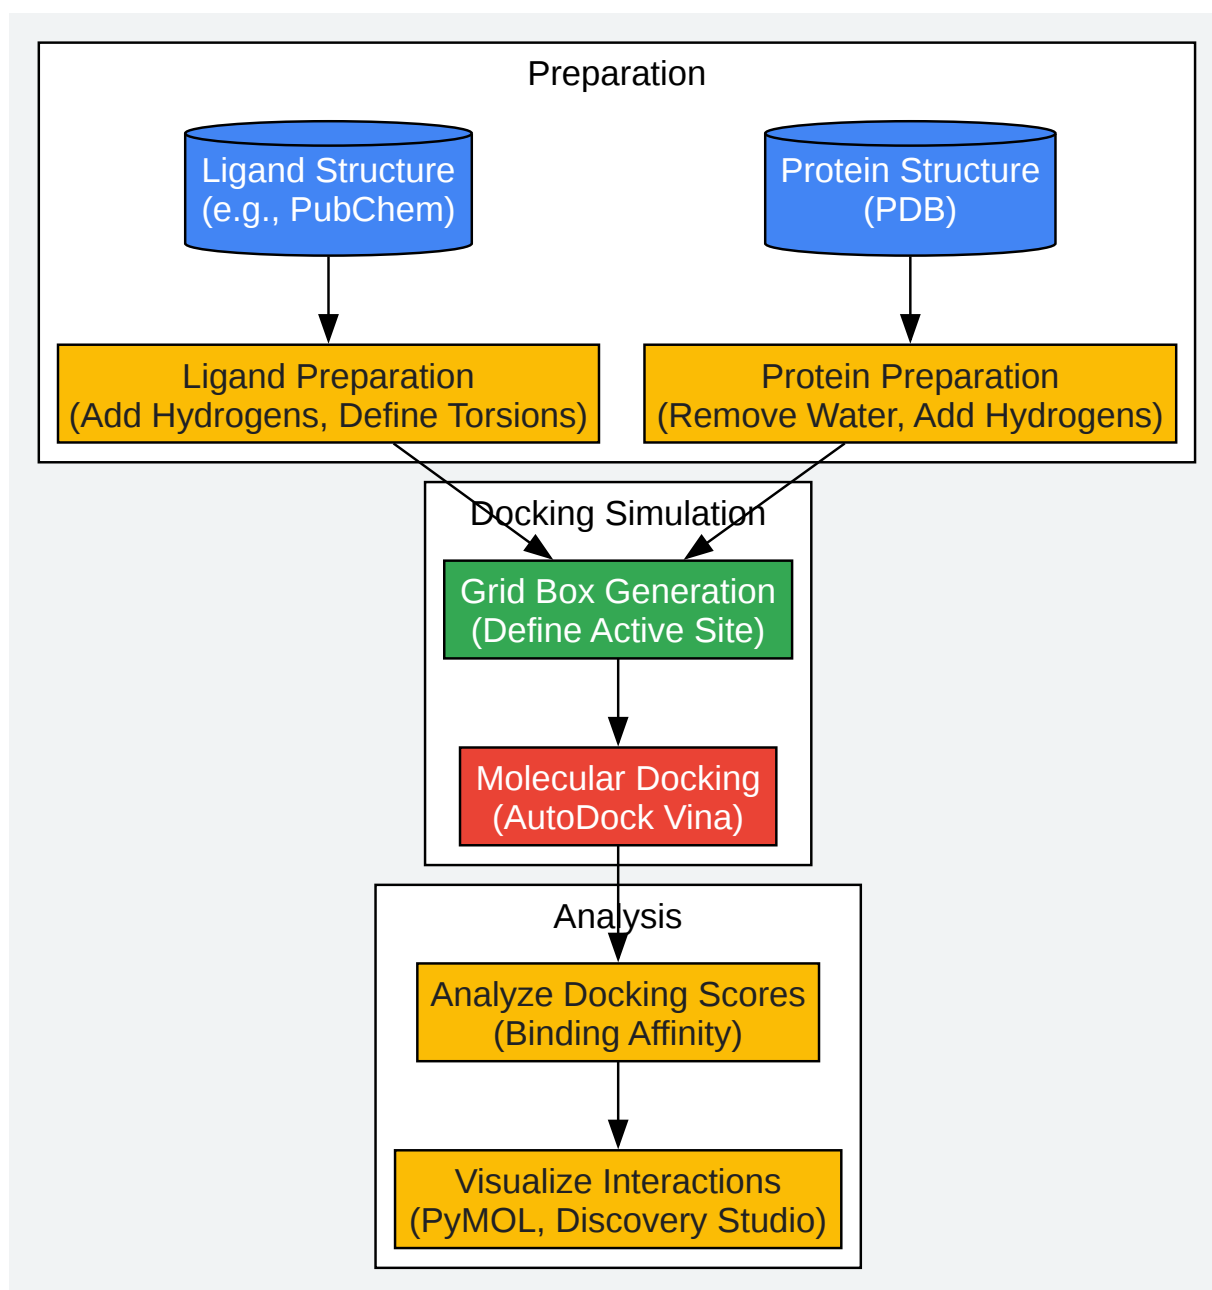 Preparation
Ligand Structure
(e.g., PubChem)
Protein Structure
(PDB)
Ligand Preparation
(Add Hydrogens, Define Torsions)
Protein Preparation
(Remove Water, Add Hydrogens)
Docking Simulation
Grid Box Generation
(Define Active Site)
Molecular Docking
(AutoDock Vina)
Analysis
Analyze Docking Scores
(Binding Affinity)
Visualize Interactions
(PyMOL, Discovery Studio)